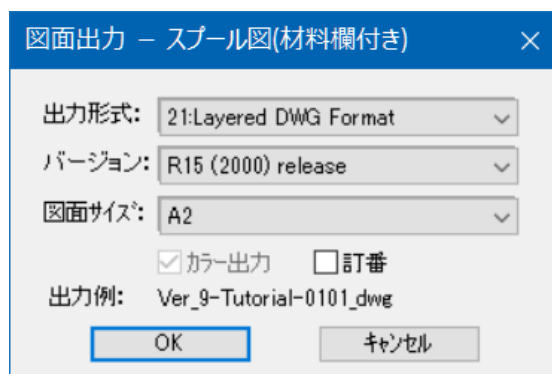 図面出力 － スプール図(材料欄付き)
出力形式: 21:Layered DWG Format
バージョン: R15 (2000) release
図面ｻｲｽﾞ: A2
ｶﾗｰ出力 訂番
出力例: Ver_9-Tutorial-0101_dwg
OK ｷｬﾝｾﾙ